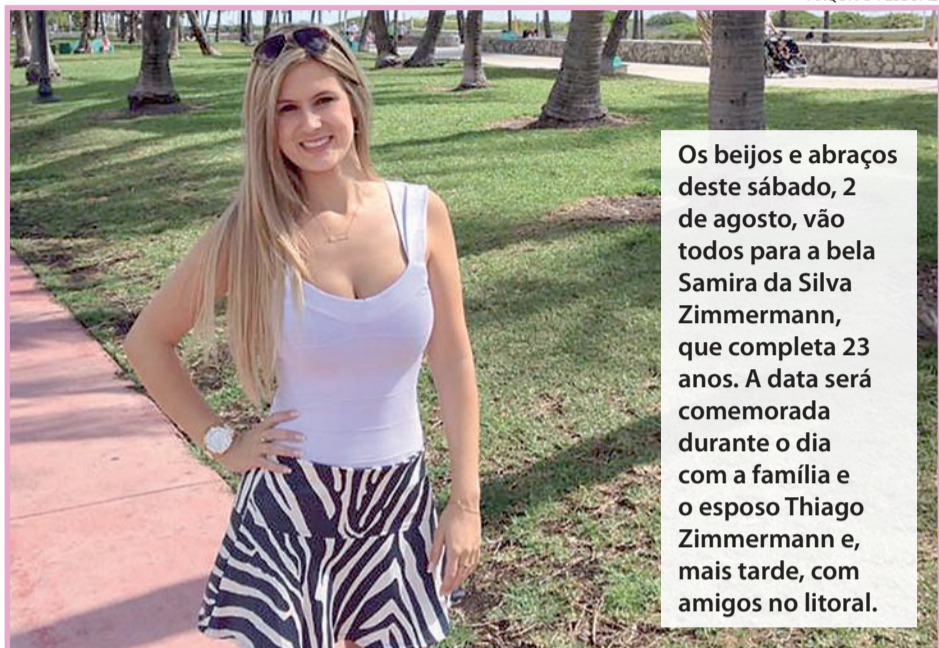 Os beijos e abraços
deste sábado, 2
de agosto, vão
todos para a bela
Samira da Silva
Zimmermann,
que completa 23
anos. A data será
comemorada
durante o dia
com a família e
o esposo Thiago
Zimmermann e,
mais tarde, com
amigos no litoral.